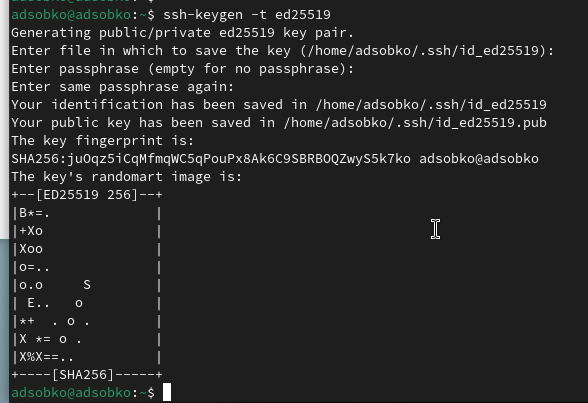 adsobko@adsobko:~$ ssh-keygen -t ed25519
Generating public/private ed25519 key pair.
Enter file in which to save the key (/home/adsobko/.ssh/id_ed25519):
Enter passphrase (empty for no passphrase):
Enter same passphrase again:
Your identification has been saved in /home/adsobko/.ssh/id_ed25519
Your public key has been saved in /home/adsobko/.ssh/id_ed25519.pub
The key fingerprint is:
SHA256:juOqz5iCqMfmqWC5qPouPx8Ak6C9SBRBOQZwyS5k7ko adsobko@adsobko
The key's randomart image is:
+--[ED25519 256]--+
|B*=.             |
|+Xo              |
|Xoo              |
|o=..             |
|o.o     S        |
| E..   o         |
|*+  . o .        |
|X *= o .         |
|X%X==..          |
+----[SHA256]-----+
adsobko@adsobko:~$